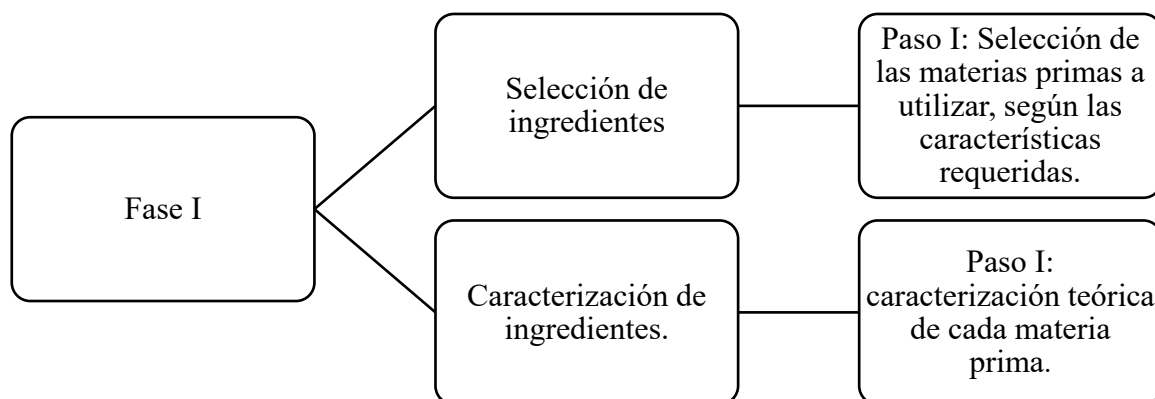 Fase I
Selección de
ingredientes
Paso I: Selección de
las materias primas a
utilizar, según las
características
requeridas.
Caracterización de
ingredientes.
Paso I:
caracterización teórica
de cada materia
prima.